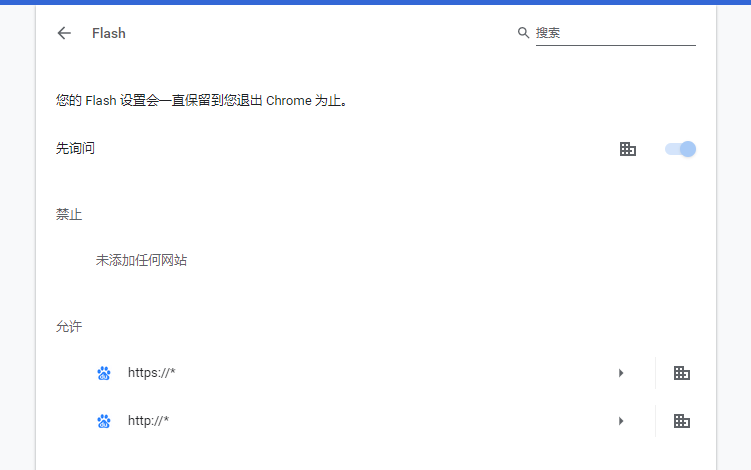 Flash
搜索
您的 Flash 设置会一直保留到您退出 Chrome 为止。
先询问
禁止
未添加任何网站
允许
https://*
http://*